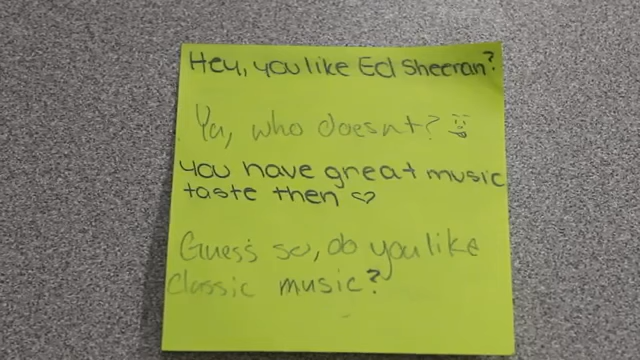 Hey, you like Ed Sheeran?
Ya, who doesn't?
you have great music
taste then ♡
Guess so, do you like
classic music?